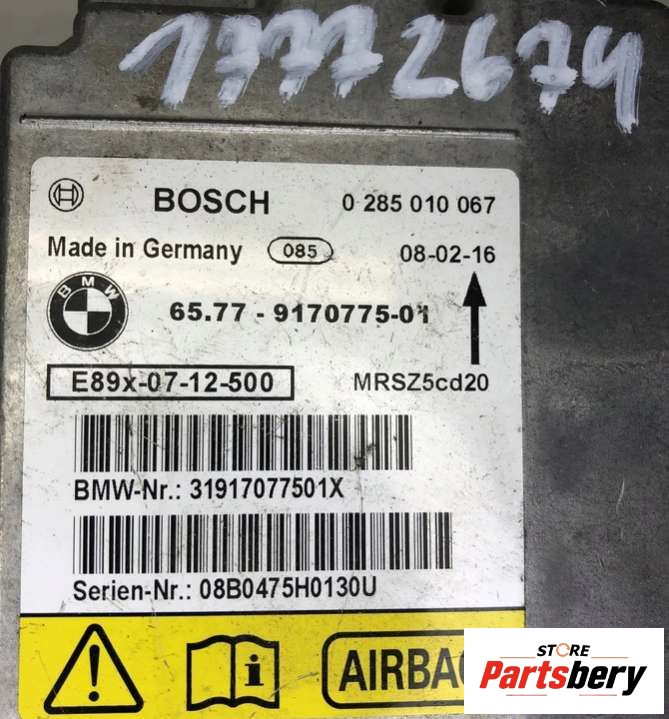 17772674
BOSCH 0 285 010 067
Made in Germany 085 08-02-16
BMW 65.77 - 9170775-01
E89x-07-12-500 MRSZ5cd20
BMW-Nr.: 31917077501X
Serien-Nr.: 08B0475H0130U
AIRBAG
STORE
Partsbery